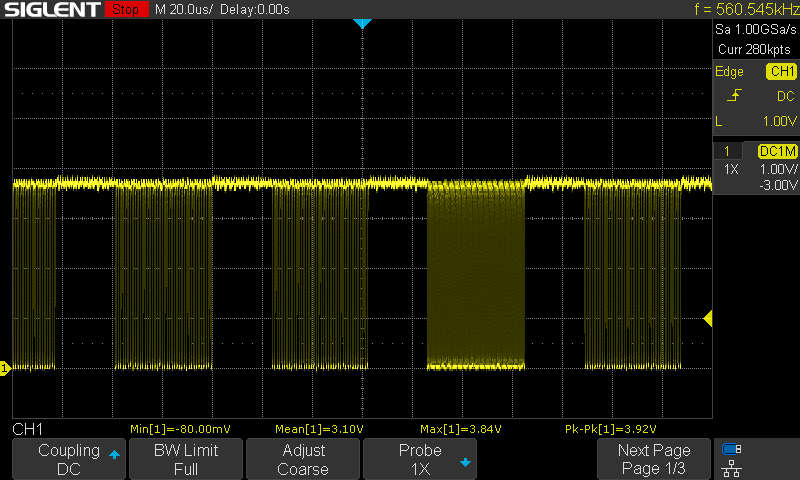 SIGLENT Stop M 20.0us/ Delay:0.00s f = 560.545kHz
Sa 1.00GSa/s
Curr 280kpts
Edge CH1
DC
L 1.00V
1 DC1M
1X 1.00V/
-3.00V
1
CH1 Min[1]=-80.00mV Mean[1]=3.10V Max[1]=3.84V Pk-Pk[1]=3.92V
Coupling BW Limit Adjust Probe Next Page
DC Full Coarse 1X Page 1/3